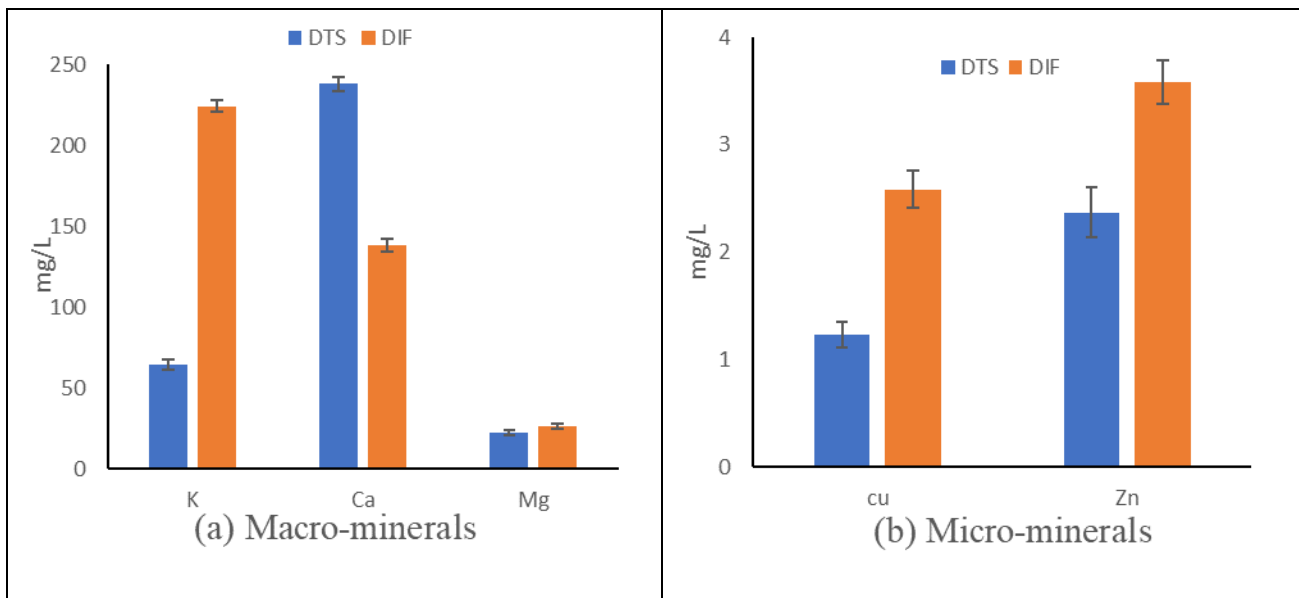 DTS DIF
250
200
150
100
50
0
mg/L
K Ca Mg
(a) Macro-minerals
DTS DIF
4
3
2
1
0
mg/L
cu Zn
(b) Micro-minerals